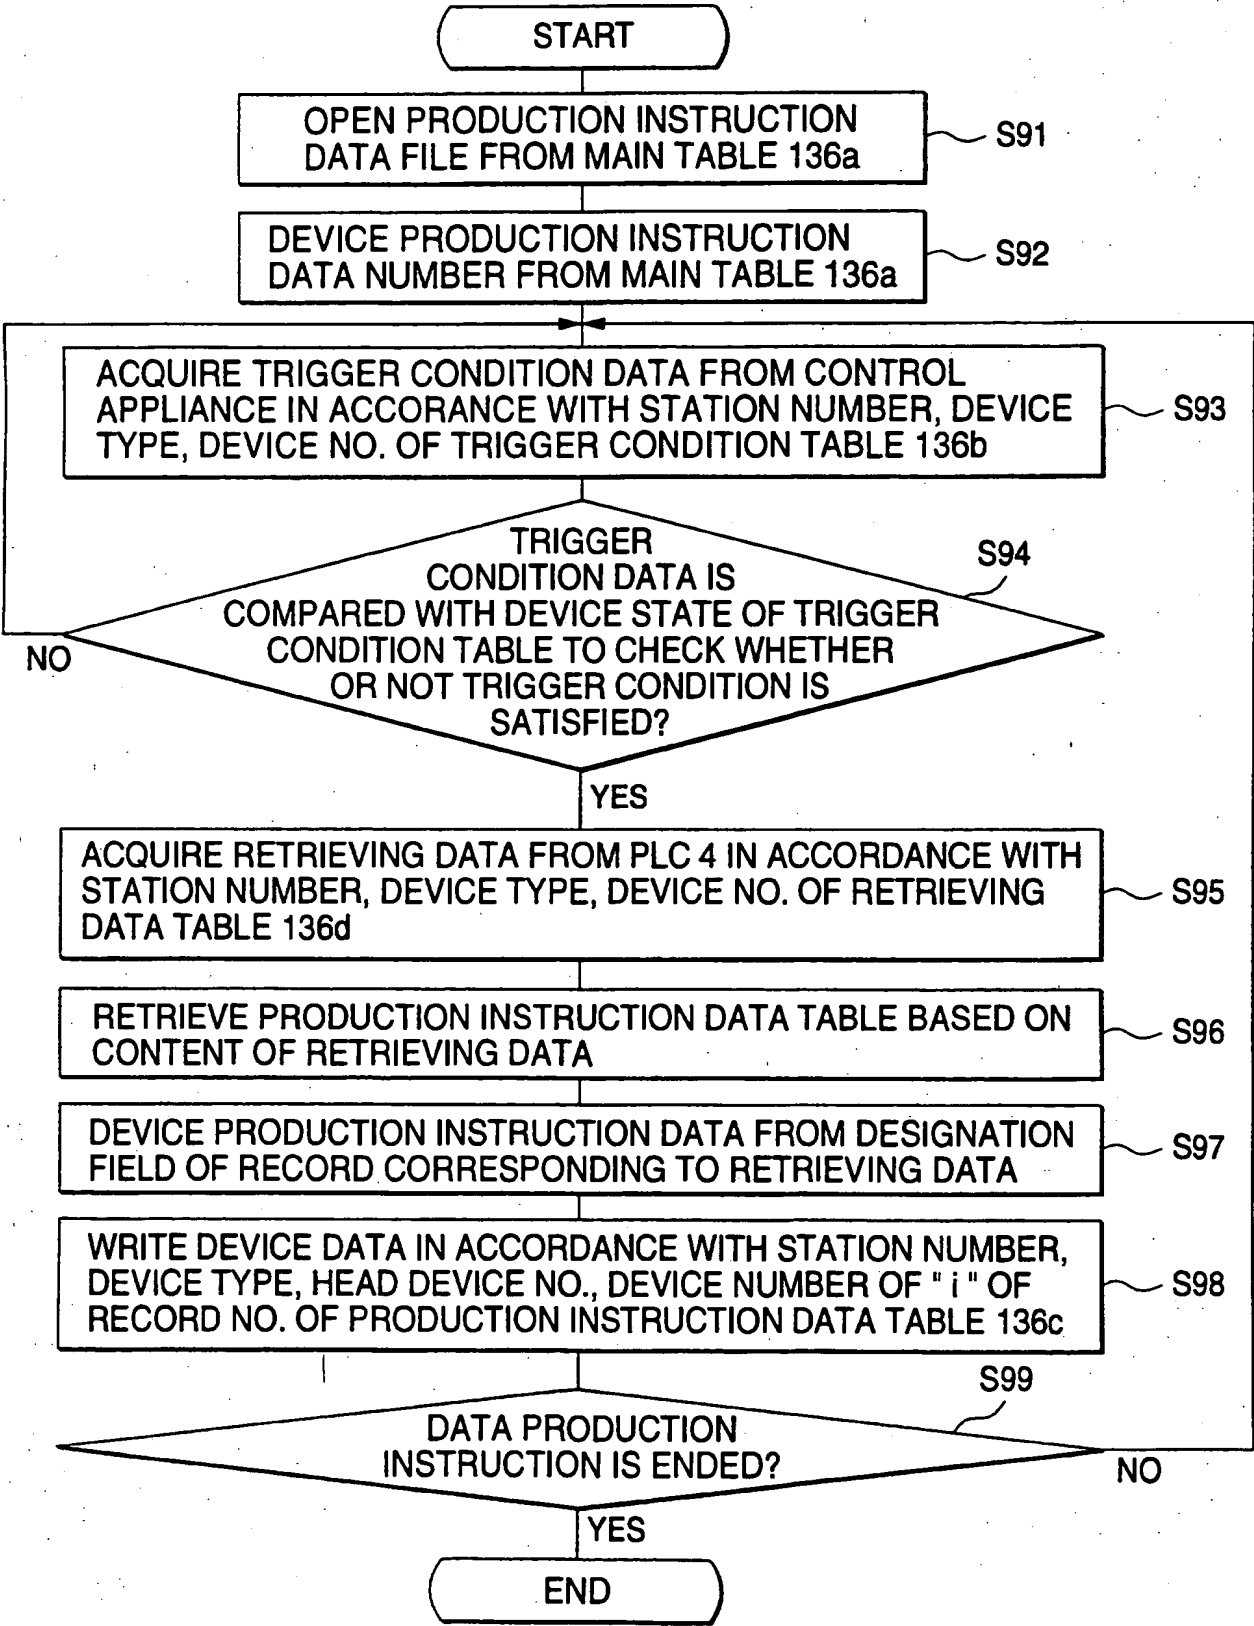 START
OPEN PRODUCTION INSTRUCTION
DATA FILE FROM MAIN TABLE 136a
S91
DEVICE PRODUCTION INSTRUCTION
DATA NUMBER FROM MAIN TABLE 136a
S92
ACQUIRE TRIGGER CONDITION DATA FROM CONTROL
APPLIANCE IN ACCORANCE WITH STATION NUMBER, DEVICE
TYPE, DEVICE NO. OF TRIGGER CONDITION TABLE 136b
S93
TRIGGER
CONDITION DATA IS
COMPARED WITH DEVICE STATE OF TRIGGER
CONDITION TABLE TO CHECK WHETHER
OR NOT TRIGGER CONDITION IS
SATISFIED?
S94
NO
YES
ACQUIRE RETRIEVING DATA FROM PLC 4 IN ACCORDANCE WITH
STATION NUMBER, DEVICE TYPE, DEVICE NO. OF RETRIEVING
DATA TABLE 136d
S95
RETRIEVE PRODUCTION INSTRUCTION DATA TABLE BASED ON
CONTENT OF RETRIEVING DATA
S96
DEVICE PRODUCTION INSTRUCTION DATA FROM DESIGNATION
FIELD OF RECORD CORRESPONDING TO RETRIEVING DATA
S97
WRITE DEVICE DATA IN ACCORDANCE WITH STATION NUMBER,
DEVICE TYPE, HEAD DEVICE NO., DEVICE NUMBER OF " i " OF
RECORD NO. OF PRODUCTION INSTRUCTION DATA TABLE 136c
S98
S99
DATA PRODUCTION
INSTRUCTION IS ENDED?
NO
YES
END